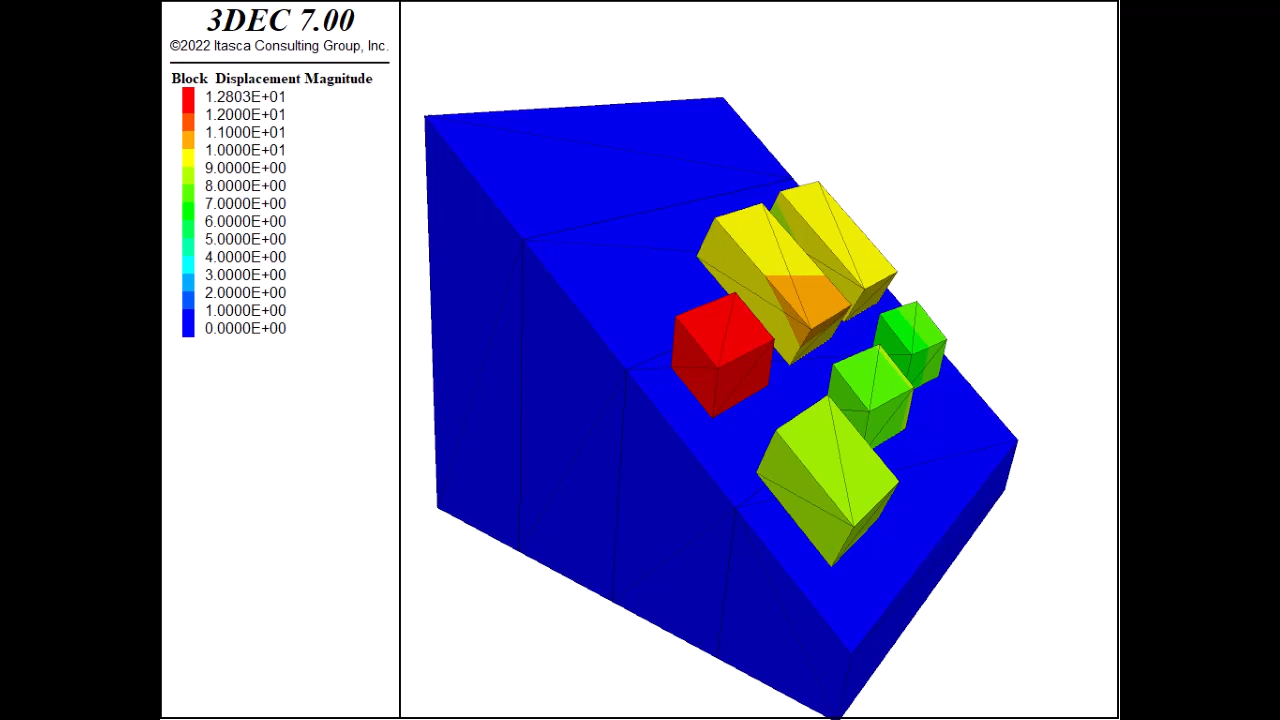 3DEC 7.00
©2022 Itasca Consulting Group, Inc.
Block Displacement Magnitude
1.2803E+01
1.2000E+01
1.1000E+01
1.0000E+01
9.0000E+00
8.0000E+00
7.0000E+00
6.0000E+00
5.0000E+00
4.0000E+00
3.0000E+00
2.0000E+00
1.0000E+00
0.0000E+00